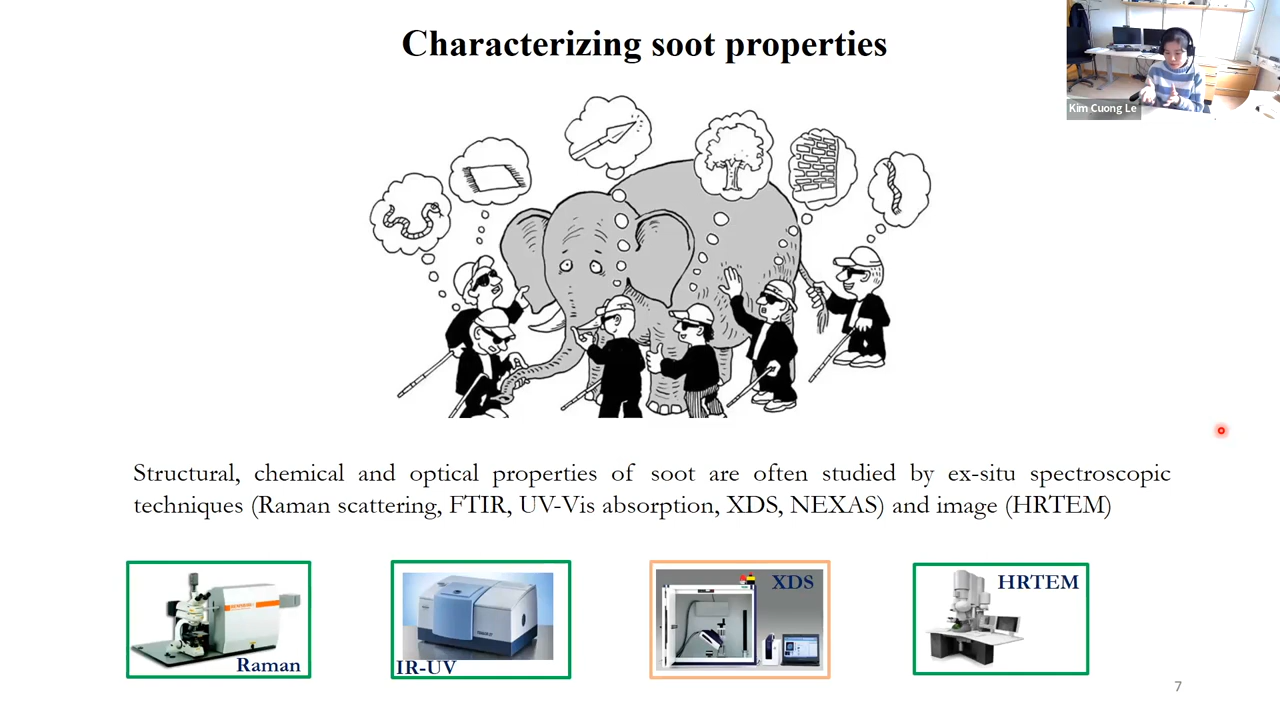 Characterizing soot properties
Kim Cuong Le
Structural, chemical and optical properties of soot are often studied by ex-situ spectroscopic
techniques (Raman scattering, FTIR, UV-Vis absorption, XDS, NEXAS) and image (HRTEM)
Raman
IR-UV
XDS
HRTEM
7